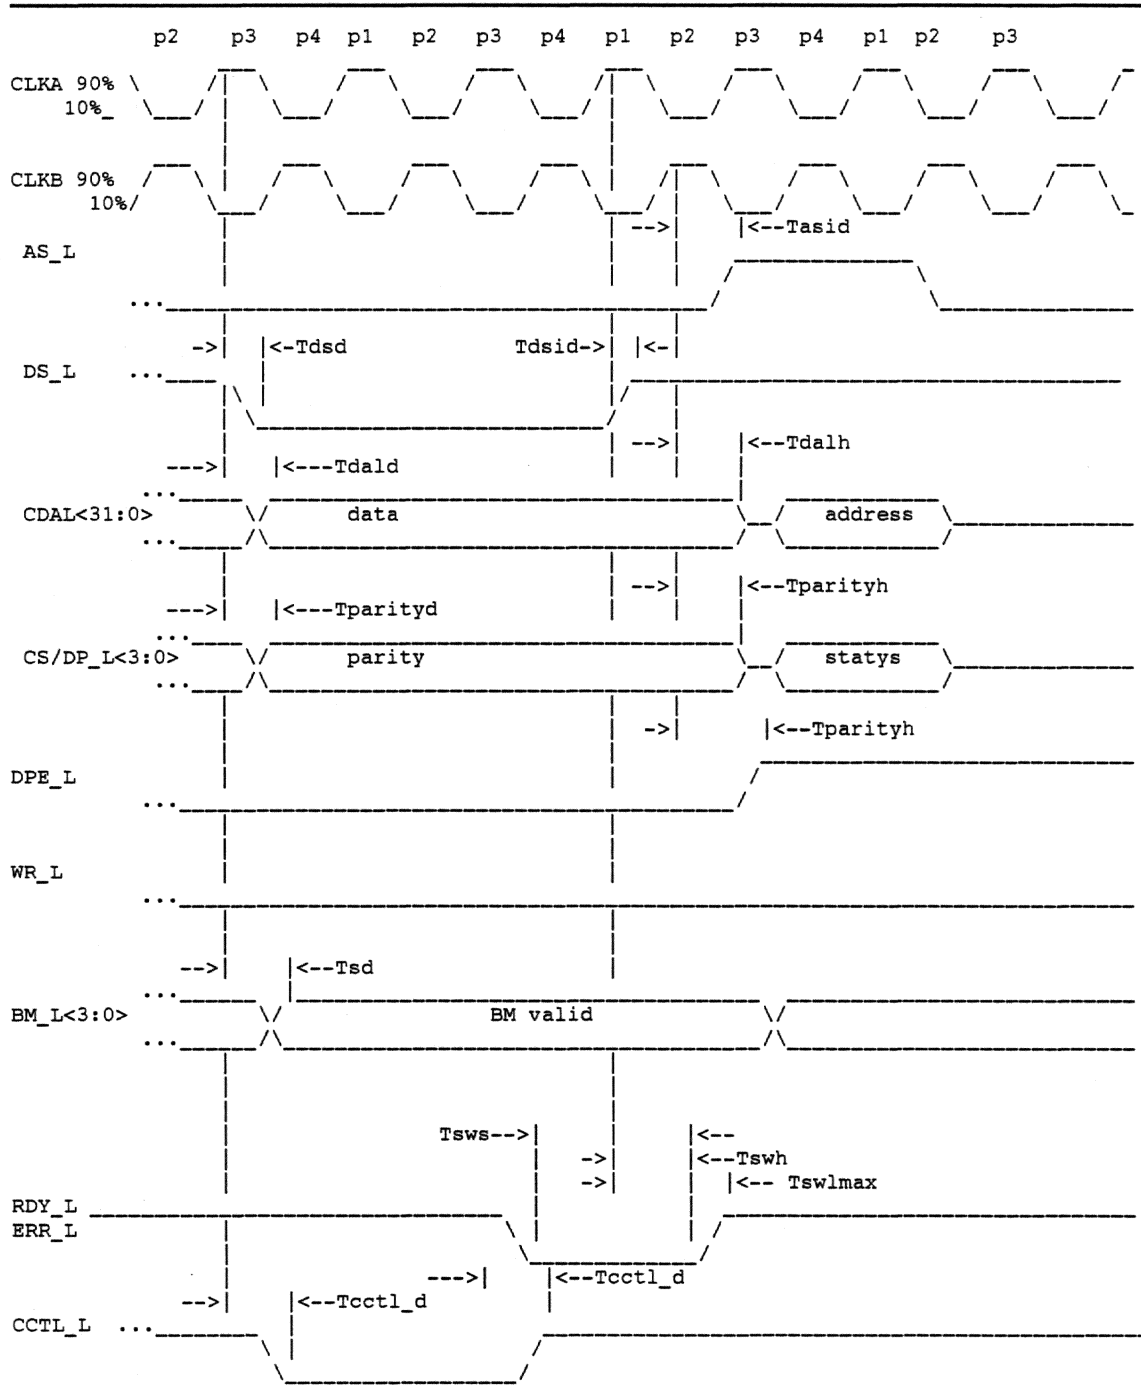 p2 p3 p4 p1 p2 p3 p4 p1 p2 p3 p4 p1 p2 p3
CLKA 90%
10%
CLKB 90%
10%
-->| |<--Tasid
AS_L
...
->| |<-Tdsd Tdsid->| |<-|
DS_L ...
-->| |<--Tdalh
--->| |<---Tdald
...
CDAL<31:0> data address
...
-->| |<--Tparityh
--->| |<---Tparityd
...
CS/DP_L<3:0> parity statys
...
->| |<--Tparityh
DPE_L
...
WR_L
...
-->| |<--Tsd
...
BM_L<3:0> BM valid
...
Tsws-->| |<--
->| |<--Tswh
->| |<-- Tswlmax
RDY_L
ERR_L
--->| |<--Tcctl_d
-->| |<--Tcctl_d
CCTL_L ...